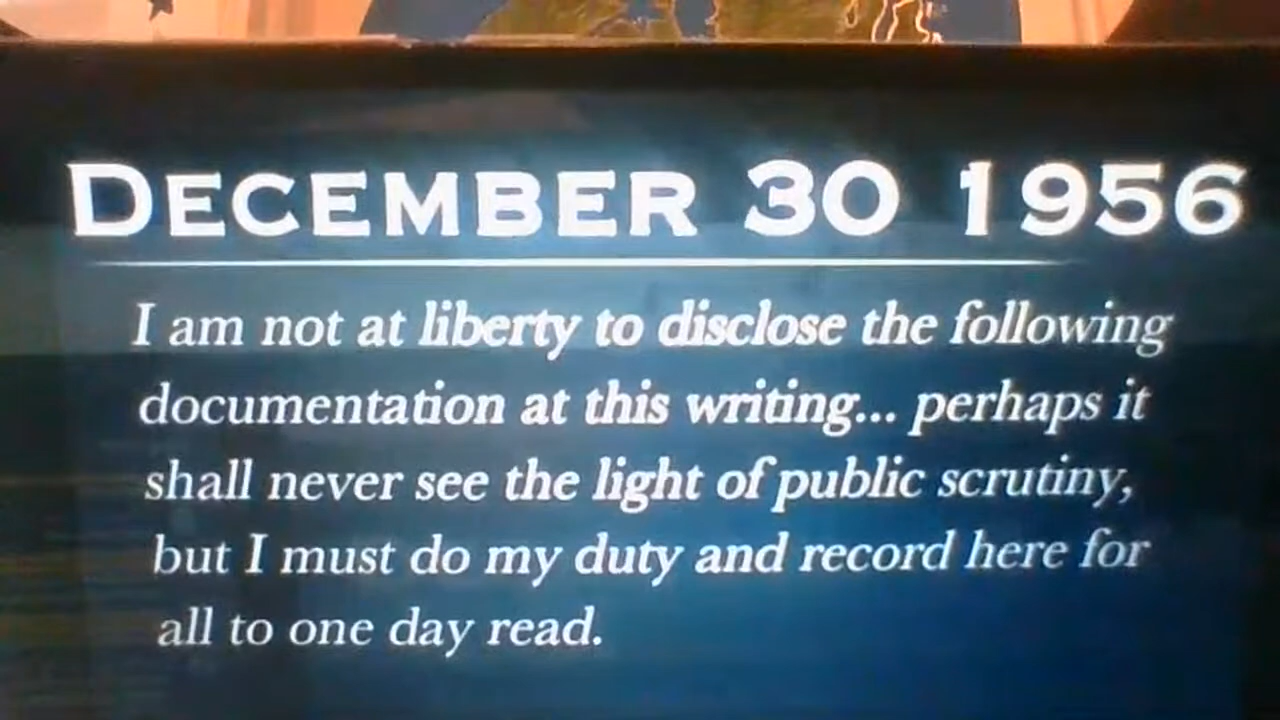 DECEMBER 30 1956
I am not at liberty to disclose the following
documentation at this writing... perhaps it
shall never see the light of public scrutiny,
but I must do my duty and record here for
all to one day read.